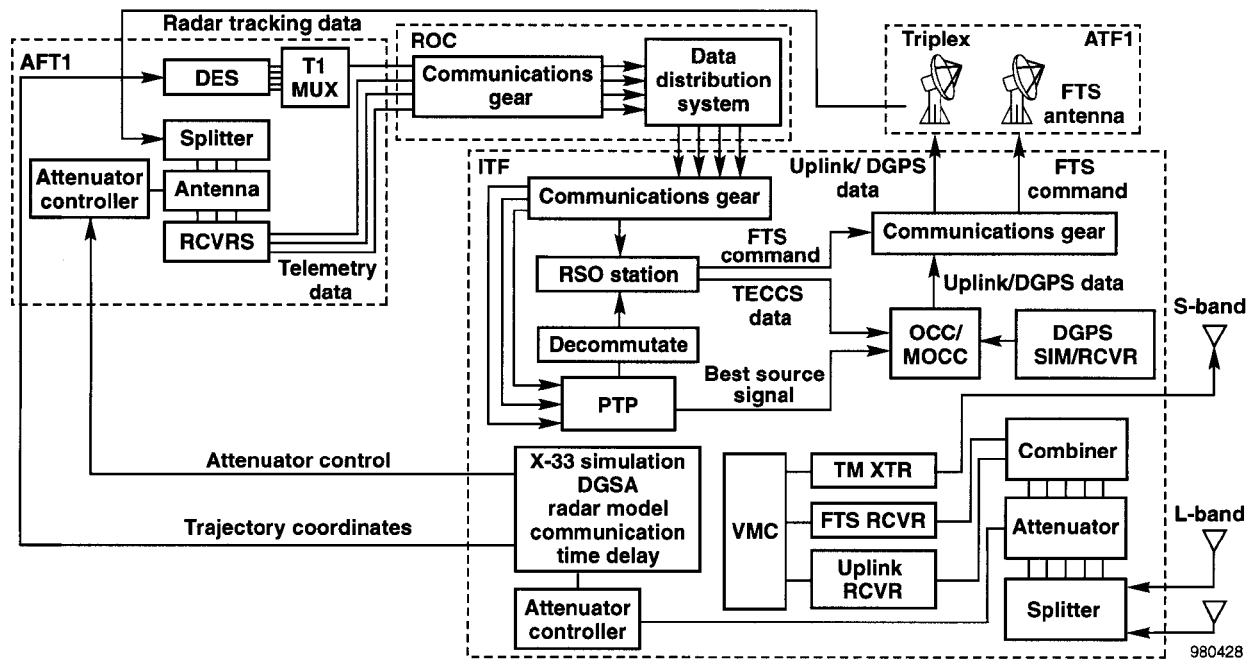 Radar tracking data
AFT1
DES
T1
MUX
Splitter
Attenuator
controller
Antenna
RCVRS
Telemetry
data
ROC
Communications
gear
Data
distribution
system
Triplex
ATF1
FTS
antenna
ITF
Uplink/ DGPS
data
FTS
command
Communications gear
Communications gear
FTS
command
RSO station
Uplink/DGPS data
TECCS
data
Decommutate
OCC/
MOCC
DGPS
SIM/RCVR
S-band
Best source
signal
PTP
Attenuator control
X-33 simulation
DGSA
radar model
communication
time delay
Trajectory coordinates
Attenuator
controller
VMC
TM XTR
FTS RCVR
Uplink
RCVR
Combiner
Attenuator
Splitter
L-band
980428